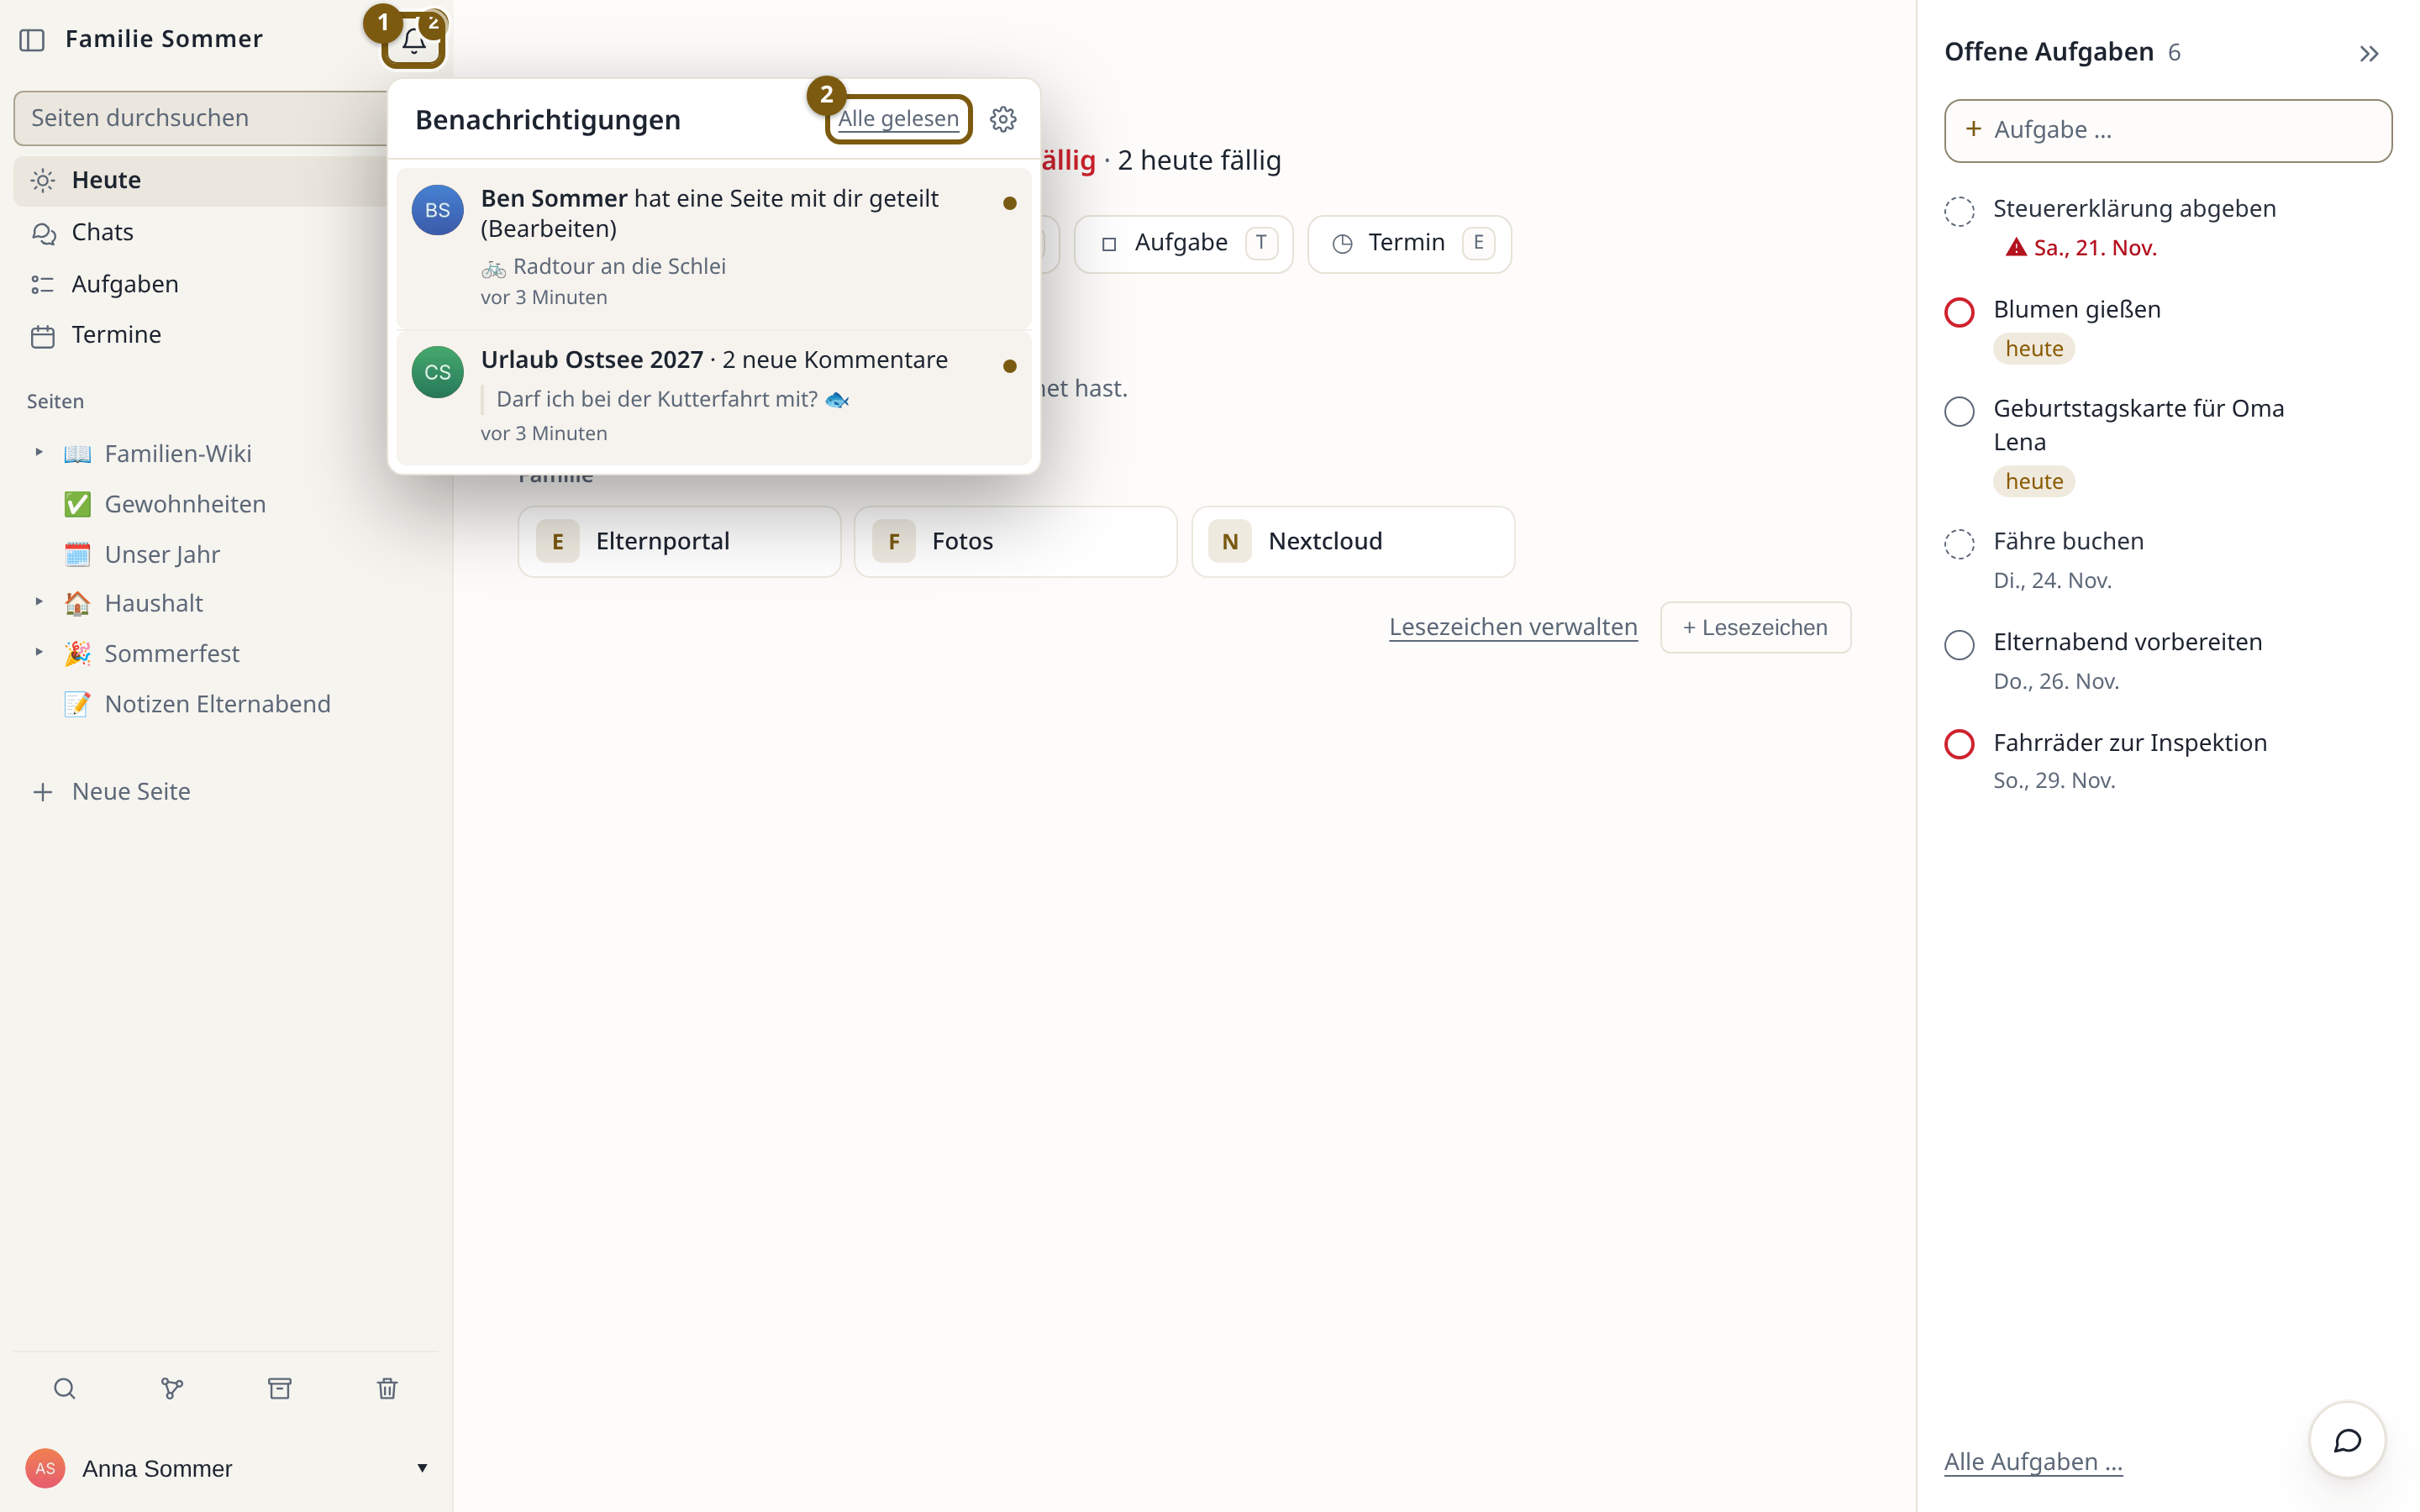 Familie Sommer
1
2
Seiten durchsuchen
Heute
Chats
Aufgaben
Termine
Seiten
Familien-Wiki
Gewohnheiten
Unser Jahr
Haushalt
Sommerfest
Notizen Elternabend
Neue Seite
AS Anna Sommer
Benachrichtigungen
2
Alle gelesen
BS
Ben Sommer hat eine Seite mit dir geteilt
(Bearbeiten)
Radtour an die Schlei
vor 3 Minuten
CS
Urlaub Ostsee 2027 · 2 neue Kommentare
Darf ich bei der Kutterfahrt mit?
vor 3 Minuten
· 2 heute fällig
Aufgabe T
Termin E
hast.
Familie
E Elternportal
F Fotos
N Nextcloud
Lesezeichen verwalten
+ Lesezeichen
Offene Aufgaben 6
+ Aufgabe ...
Steuererklärung abgeben
Sa., 21. Nov.
Blumen gießen
heute
Geburtstagskarte für Oma
Lena
heute
Fähre buchen
Di., 24. Nov.
Elternabend vorbereiten
Do., 26. Nov.
Fahrräder zur Inspektion
So., 29. Nov.
Alle Aufgaben ...